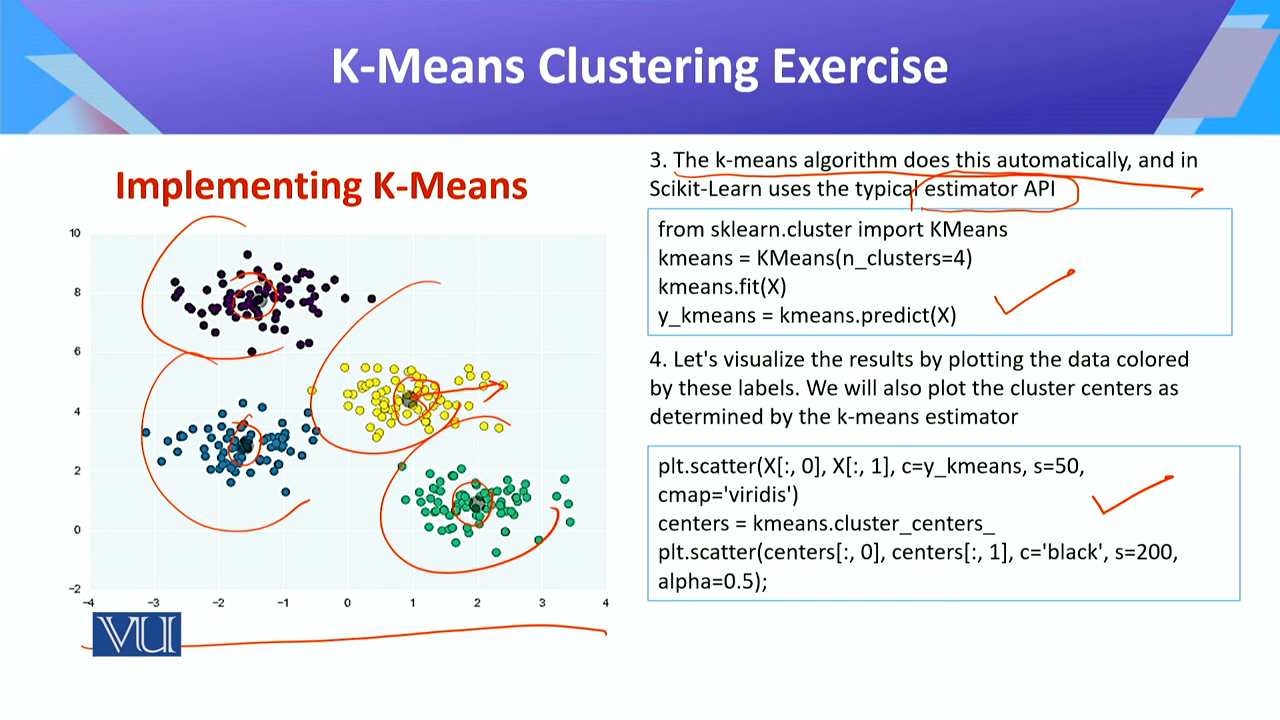 K-Means Clustering Exercise
Implementing K-Means
10
8
6
4
2
0
−2
−4
−3
−2
−1
0
1
2
3
4
VU
3. The k-means algorithm does this automatically, and in
Scikit-Learn uses the typical estimator API
from sklearn.cluster import KMeans
kmeans = KMeans(n_clusters=4)
kmeans.fit(X)
y_kmeans = kmeans.predict(X)
4. Let's visualize the results by plotting the data colored
by these labels. We will also plot the cluster centers as
determined by the k-means estimator
plt.scatter(X[:, 0], X[:, 1], c=y_kmeans, s=50,
cmap='viridis')
centers = kmeans.cluster_centers_
plt.scatter(centers[:, 0], centers[:, 1], c='black', s=200,
alpha=0.5);